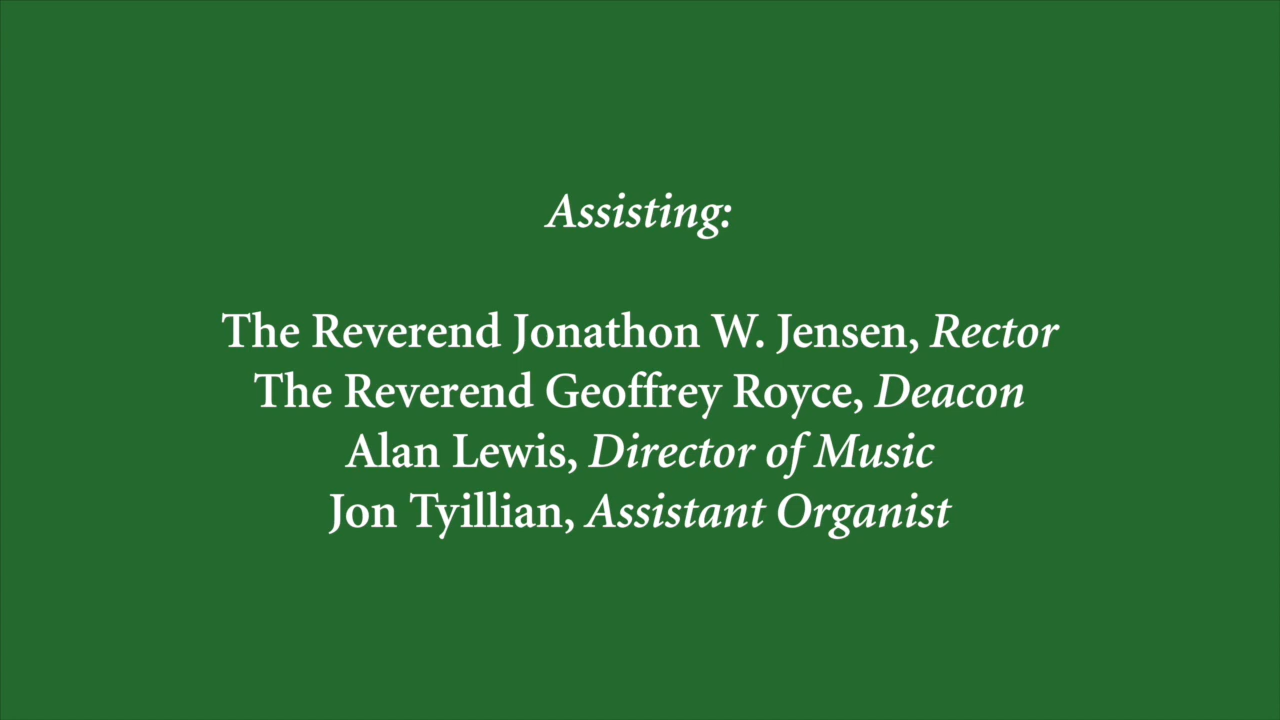 Assisting:
The Reverend Jonathon W. Jensen, Rector
The Reverend Geoffrey Royce, Deacon
Alan Lewis, Director of Music
Jon Tyillian, Assistant Organist